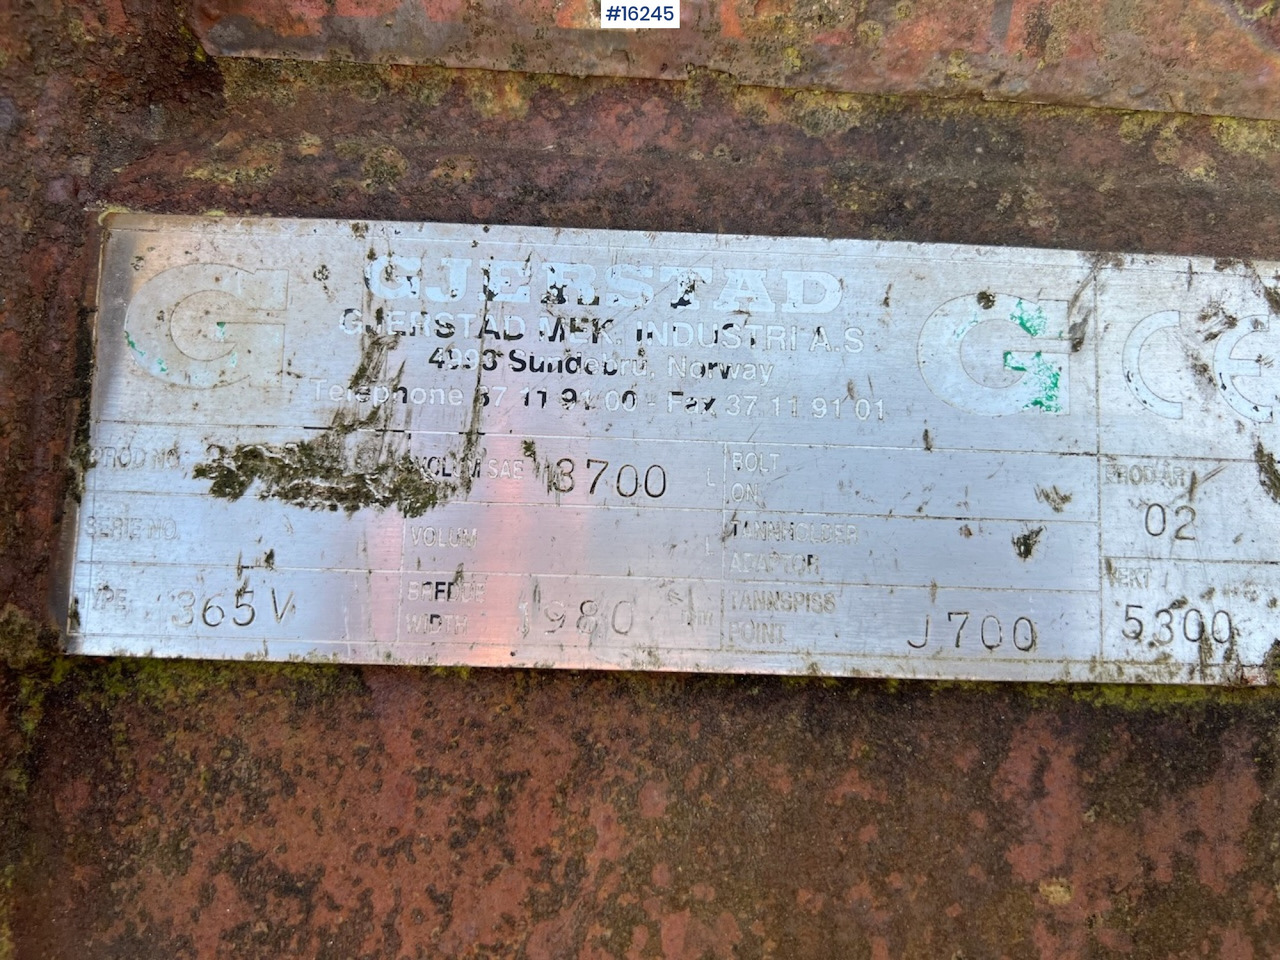 #16245
G GJERSTAD G CE
GJERSTAD MEK. INDUSTRI A.S
4993 Sundebru, Norway
Telephone 37 11 91 00 - Fax 37 11 91 01
PROD NO. VOLUM SAE 3700 L BOLT ON PROD.ÅR 02
SERIE NO. VOLUM L TANNHOLDER ADAPTOR
TYPE 365V BREDDE WIDTH 1980 mm TANNSPISS POINT J700 VEKT 5300